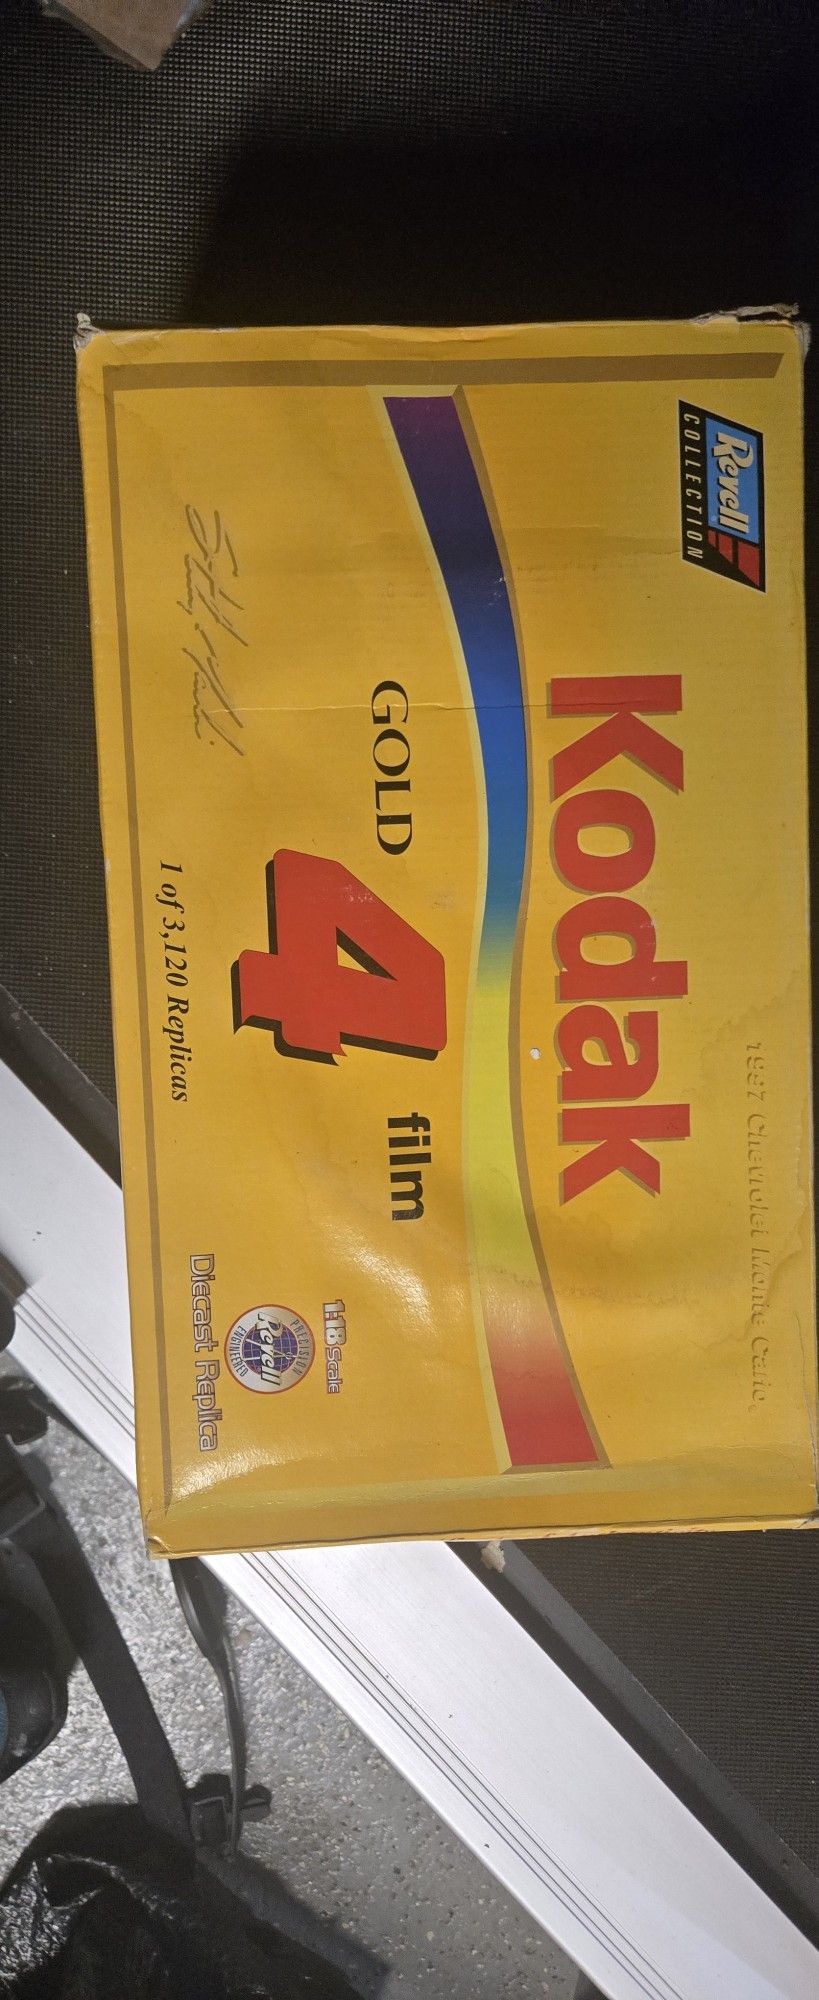 Revell
COLLECTION
1997 Chevrolet Monte Carlo
Kodak
GOLD 4 film
1:18 Scale
PRECISION
Revell
ENGINEERED
1 of 3,120 Replicas
Diecast Replica